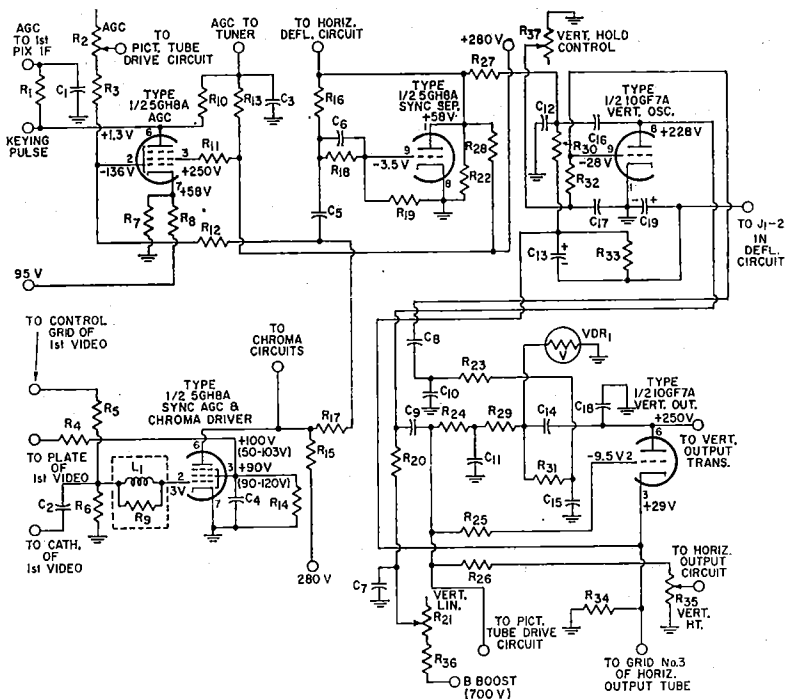 AGC TO 1st PIX IF
R2
AGC
TO PICT. TUBE DRIVE CIRCUIT
AGC TO TUNER
TO HORIZ. DEFL. CIRCUIT
+280V
R37
VERT. HOLD CONTROL
R1
C1
R3
TYPE 1/2 5GH8A AGC
R10
R13
C3
R16
TYPE 1/2 5GH8A SYNC SEP.
+58V
R27
C12
C16
TYPE 1/2 10GF7A VERT. OSC.
8
+228V
KEYING PULSE
+1.3V
6
R11
C6
R18
9
-3.5V
R28
R30
9
-28V
-136V
2
3
+250V
7
+58V
R19
8
R22
R32
1
C17
C19
TO J1-2 IN DEFL. CIRCUIT
R7
R8
R12
C5
C13
R33
95 V
TO CONTROL GRID OF 1st VIDEO
TO CHROMA CIRCUITS
C8
VDR1
V
R5
TYPE 1/2 5GH8A SYNC AGC & CHROMA DRIVER
R17
C10
R23
C18
TYPE 1/2 10GF7A VERT. OUT.
+250V
R4
6
+100V (50-103V)
R15
C9
R24
R29
C14
6
TO VERT. OUTPUT TRANS.
TO PLATE OF 1st VIDEO
L1
2
3
+90V (90-120V)
R20
C11
R31
-9.5V
2
C2
R6
R9
.13V
7
C4
R14
C15
3
+29V
TO CATH. OF 1st VIDEO
R25
280 V
C7
R26
TO HORIZ. OUTPUT CIRCUIT
VERT. LIN.
R21
TO PICT. TUBE DRIVE CIRCUIT
R34
R35
VERT. HT.
R36
B BOOST (700 V)
TO GRID No.3 OF HORIZ. OUTPUT TUBE